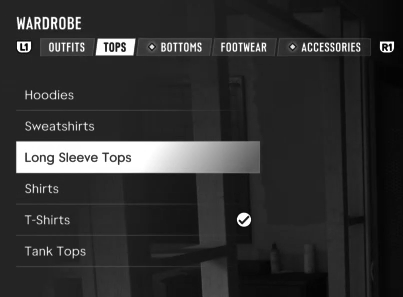 WARDROBE
L1 OUTFITS TOPS BOTTOMS FOOTWEAR ACCESSORIES R1
Hoodies
Sweatshirts
Long Sleeve Tops
Shirts
T-Shirts
Tank Tops